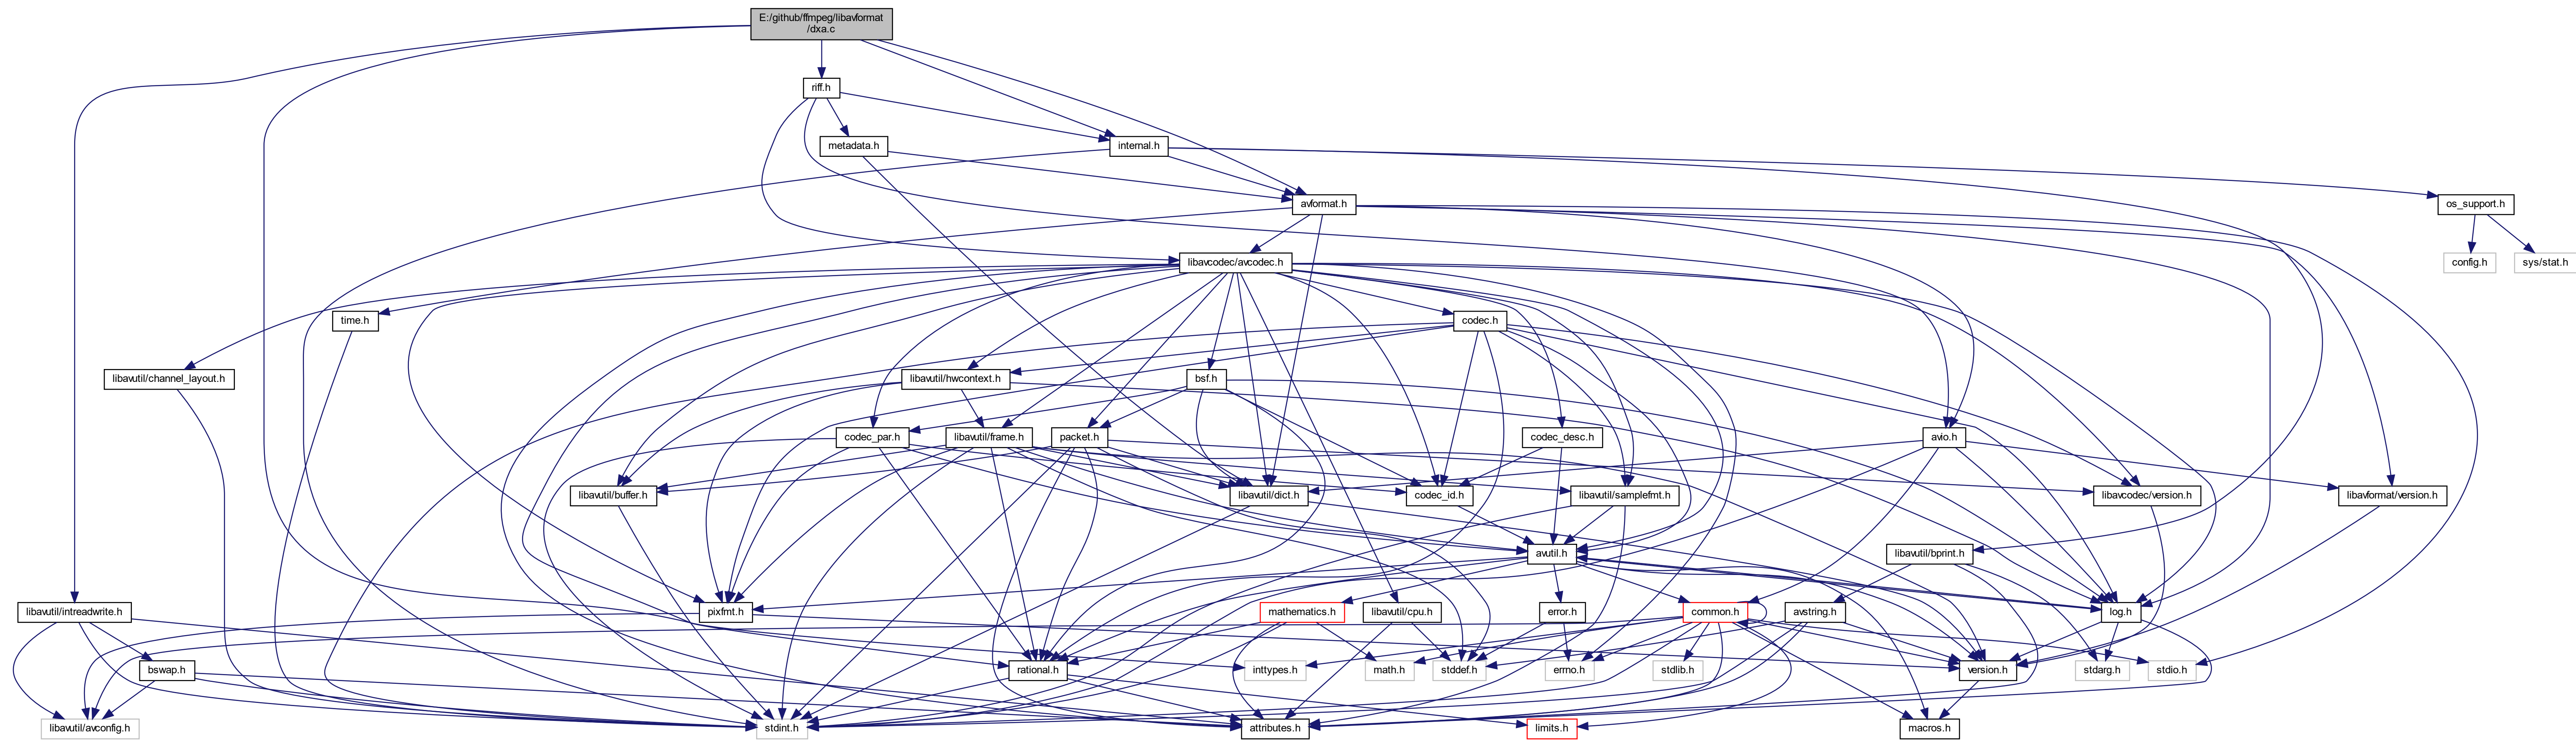 E:/github/ffmpeg/libavformat
/dxa.c
riff.h
metadata.h
internal.h
avformat.h
os_support.h
libavcodec/avcodec.h
config.h
sys/stat.h
time.h
codec.h
libavutil/channel_layout.h
libavutil/hwcontext.h
bsf.h
codec_par.h
libavutil/frame.h
packet.h
codec_desc.h
avio.h
libavutil/buffer.h
libavutil/dict.h
codec_id.h
libavutil/samplefmt.h
libavcodec/version.h
libavformat/version.h
avutil.h
libavutil/bprint.h
libavutil/intreadwrite.h
pixfmt.h
mathematics.h
libavutil/cpu.h
error.h
common.h
avstring.h
log.h
bswap.h
rational.h
inttypes.h
math.h
stddef.h
errno.h
stdlib.h
version.h
stdarg.h
stdio.h
libavutil/avconfig.h
stdint.h
attributes.h
limits.h
macros.h